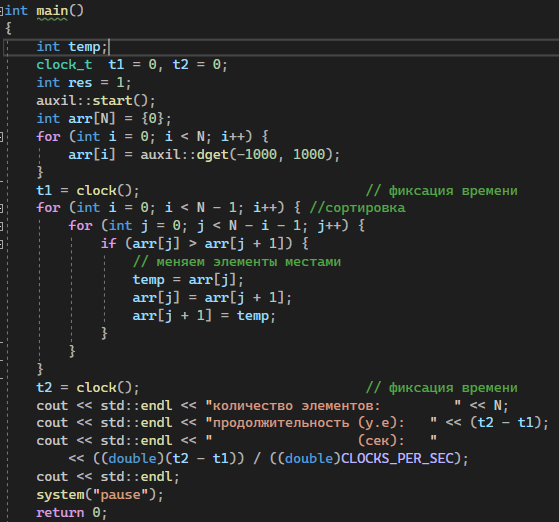 int main()
{
int temp;
clock_t  t1 = 0, t2 = 0;
int res = 1;
auxil::start();
int arr[N] = {0};
for (int i = 0; i < N; i++) {
arr[i] = auxil::dget(-1000, 1000);
}
t1 = clock(); // фиксация времени
for (int i = 0; i < N - 1; i++) { //сортировка
for (int j = 0; j < N - i - 1; j++) {
if (arr[j] > arr[j + 1]) {
// меняем элементы местами
temp = arr[j];
arr[j] = arr[j + 1];
arr[j + 1] = temp;
}
}
}
t2 = clock(); // фиксация времени
cout << std::endl << "количество элементов:         " << N;
cout << std::endl << "продолжительность (у.е):   " << (t2 - t1);
cout << std::endl << "                  (сек):   "
<< ((double)(t2 - t1)) / ((double)CLOCKS_PER_SEC);
cout << std::endl;
system("pause");
return 0;